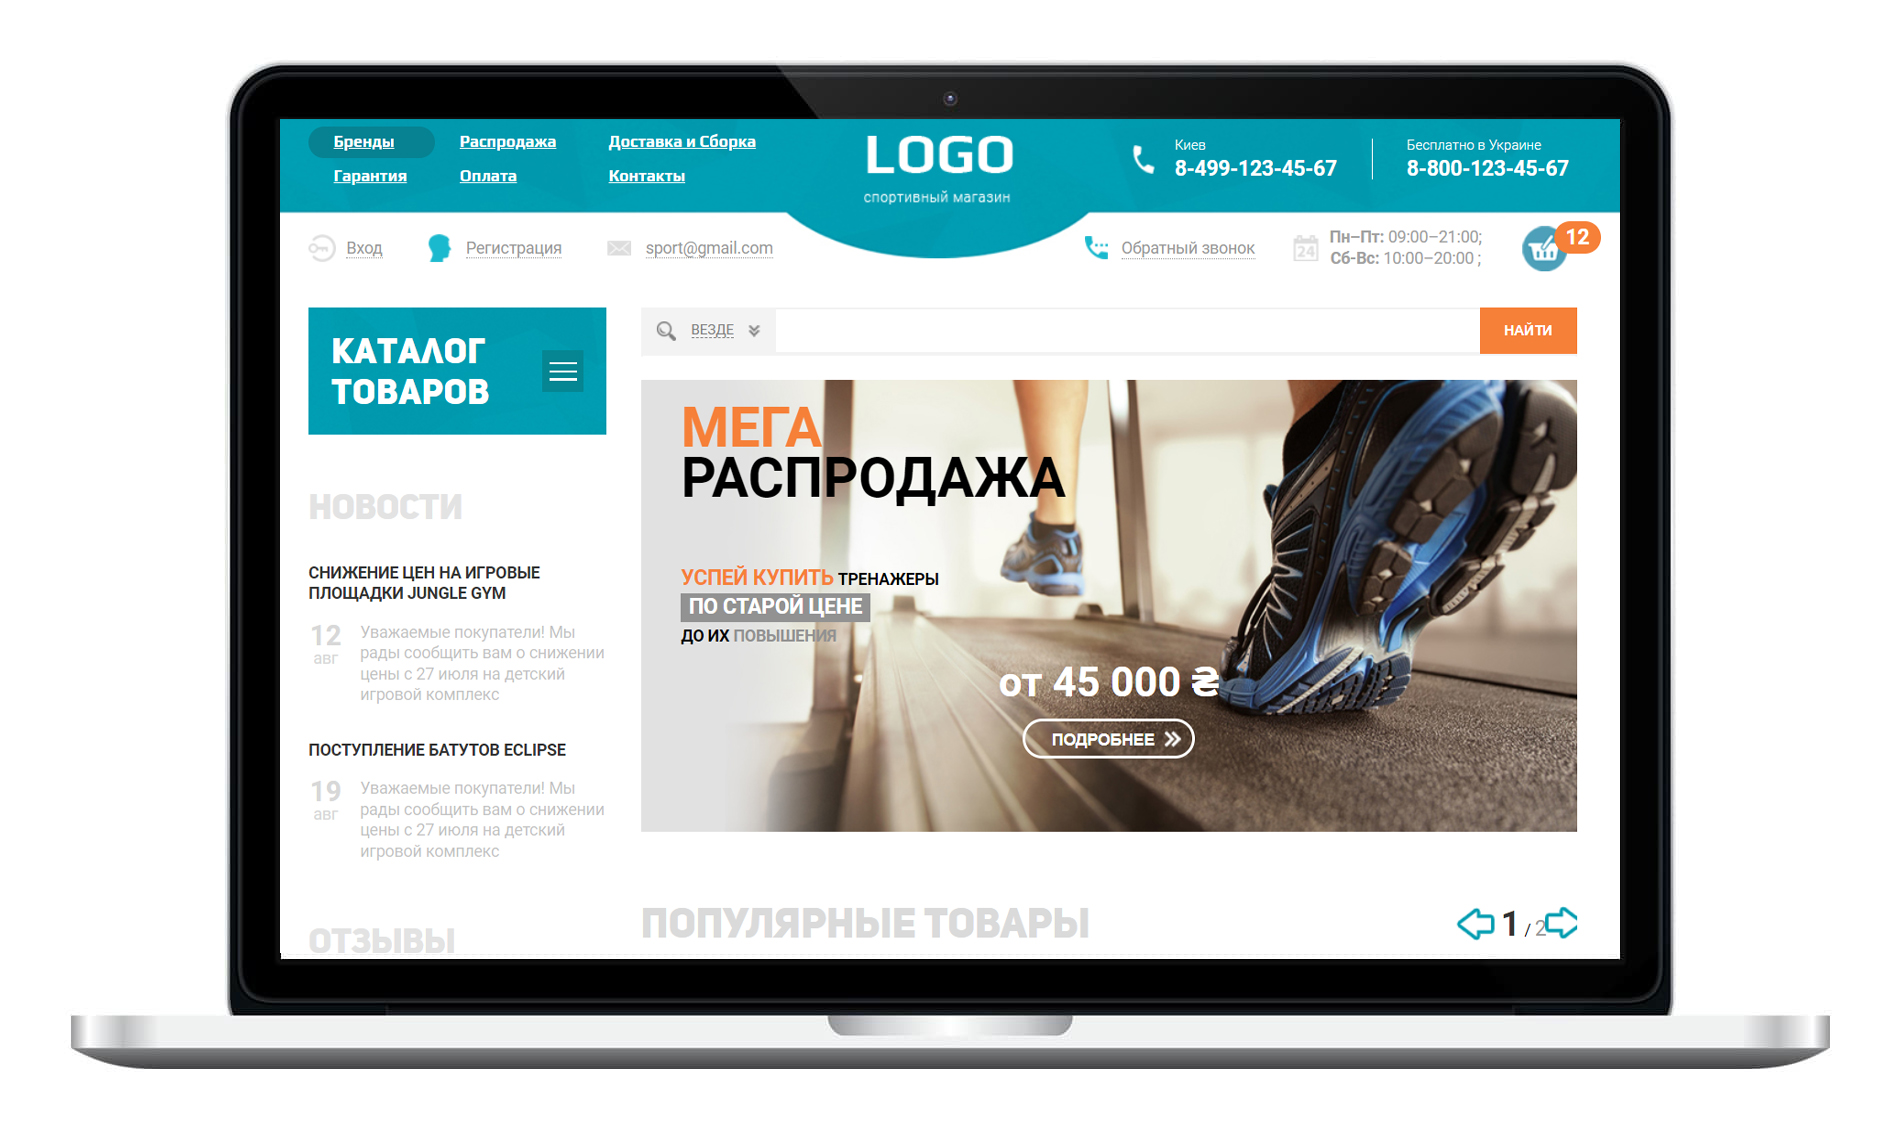 Бренды
Распродажа
Доставка и Сборка
Гарантия
Оплата
Контакты
LOGO
спортивный магазин
Киев
8-499-123-45-67
Бесплатно в Украине
8-800-123-45-67
Вход
Регистрация
sport@gmail.com
Обратный звонок
24
Пн–Пт: 09:00–21:00;
Сб-Вс: 10:00–20:00 ;
12
КАТАЛОГ
ТОВАРОВ
ВЕЗДЕ
НАЙТИ
МЕГА
РАСПРОДАЖА
УСПЕЙ КУПИТЬ ТРЕНАЖЕРЫ
ПО СТАРОЙ ЦЕНЕ
ДО ИХ ПОВЫШЕНИЯ
от 45 000 ₴
ПОДРОБНЕЕ
НОВОСТИ
СНИЖЕНИЕ ЦЕН НА ИГРОВЫЕ
ПЛОЩАДКИ JUNGLE GYM
12
авг
Уважаемые покупатели! Мы
рады сообщить вам о снижении
цены с 27 июля на детский
игровой комплекс
ПОСТУПЛЕНИЕ БАТУТОВ ECLIPSE
19
авг
Уважаемые покупатели! Мы
рады сообщить вам о снижении
цены с 27 июля на детский
игровой комплекс
ОТЗЫВЫ
ПОПУЛЯРНЫЕ ТОВАРЫ
1 / 2